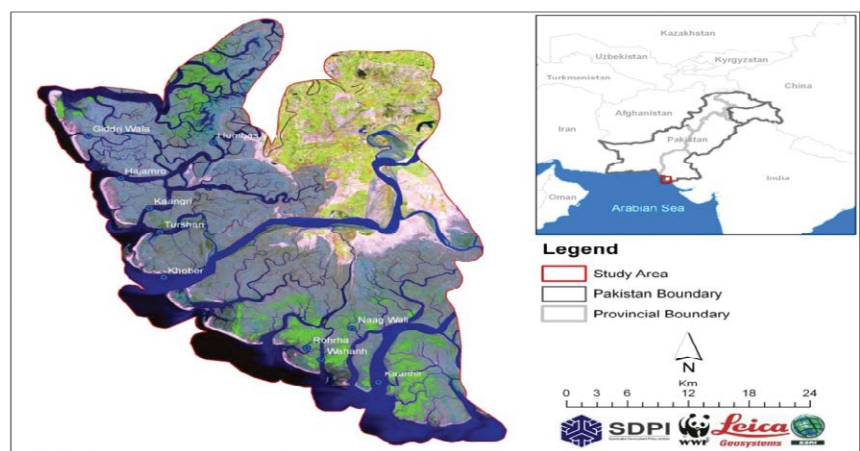 Giddri Wala
Hajamro
Kaangri
Turshan
Khober
Naag Wali
Rohrha
Wahanh
Kazakhstan
Uzbekistan
Kyrgyzstan
Turkmenistan
China
Afghanistan
Iran
Pakistan
India
Oman
Arabian Sea
Legend
Study Area
Pakistan Boundary
Provincial Boundary
N
Km
0 3 6 12 18 24
SDPI
WWF
Leica
Geosystems